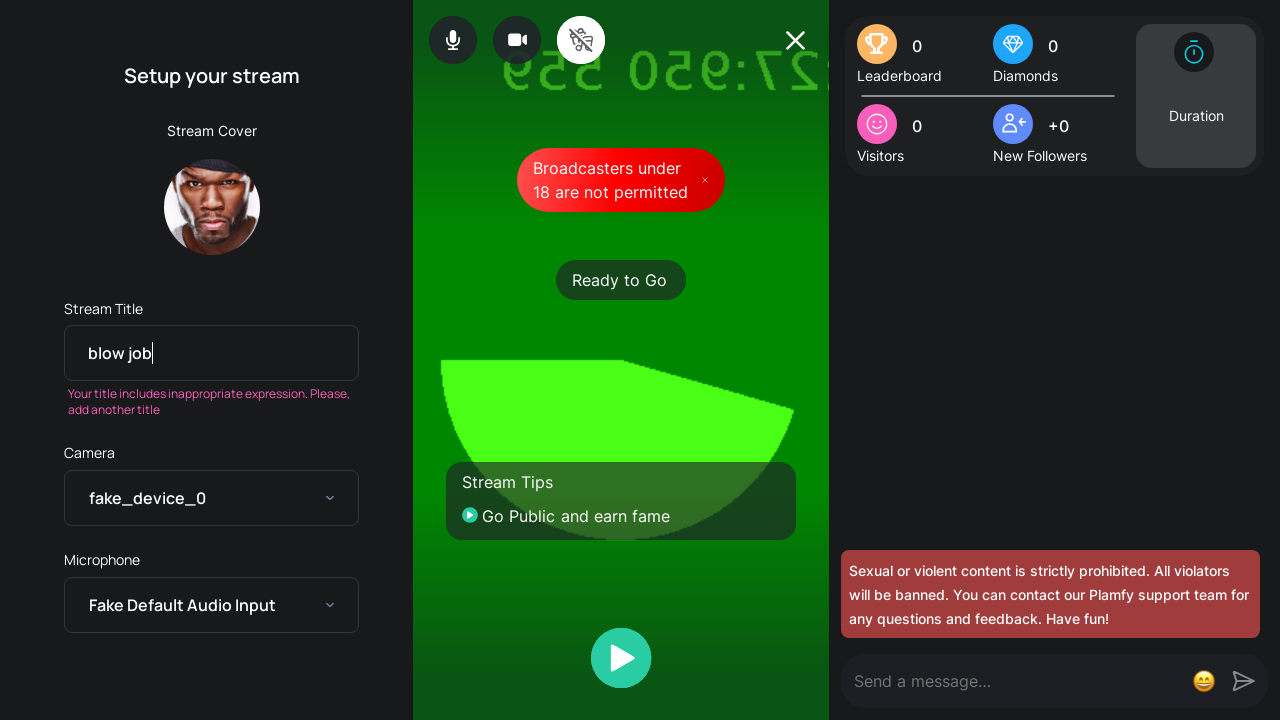 Setup your stream
Stream Cover
Stream Title
blow job
Your title includes inappropriate expression. Please,
add another title
Camera
fake_device_0
Microphone
Fake Default Audio Input
Broadcasters under
18 are not permitted
Ready to Go
Stream Tips
Go Public and earn fame
0
Leaderboard
0
Diamonds
0
Visitors
+0
New Followers
Duration
Sexual or violent content is strictly prohibited. All violators
will be banned. You can contact our Plamfy support team for
any questions and feedback. Have fun!
Send a message...